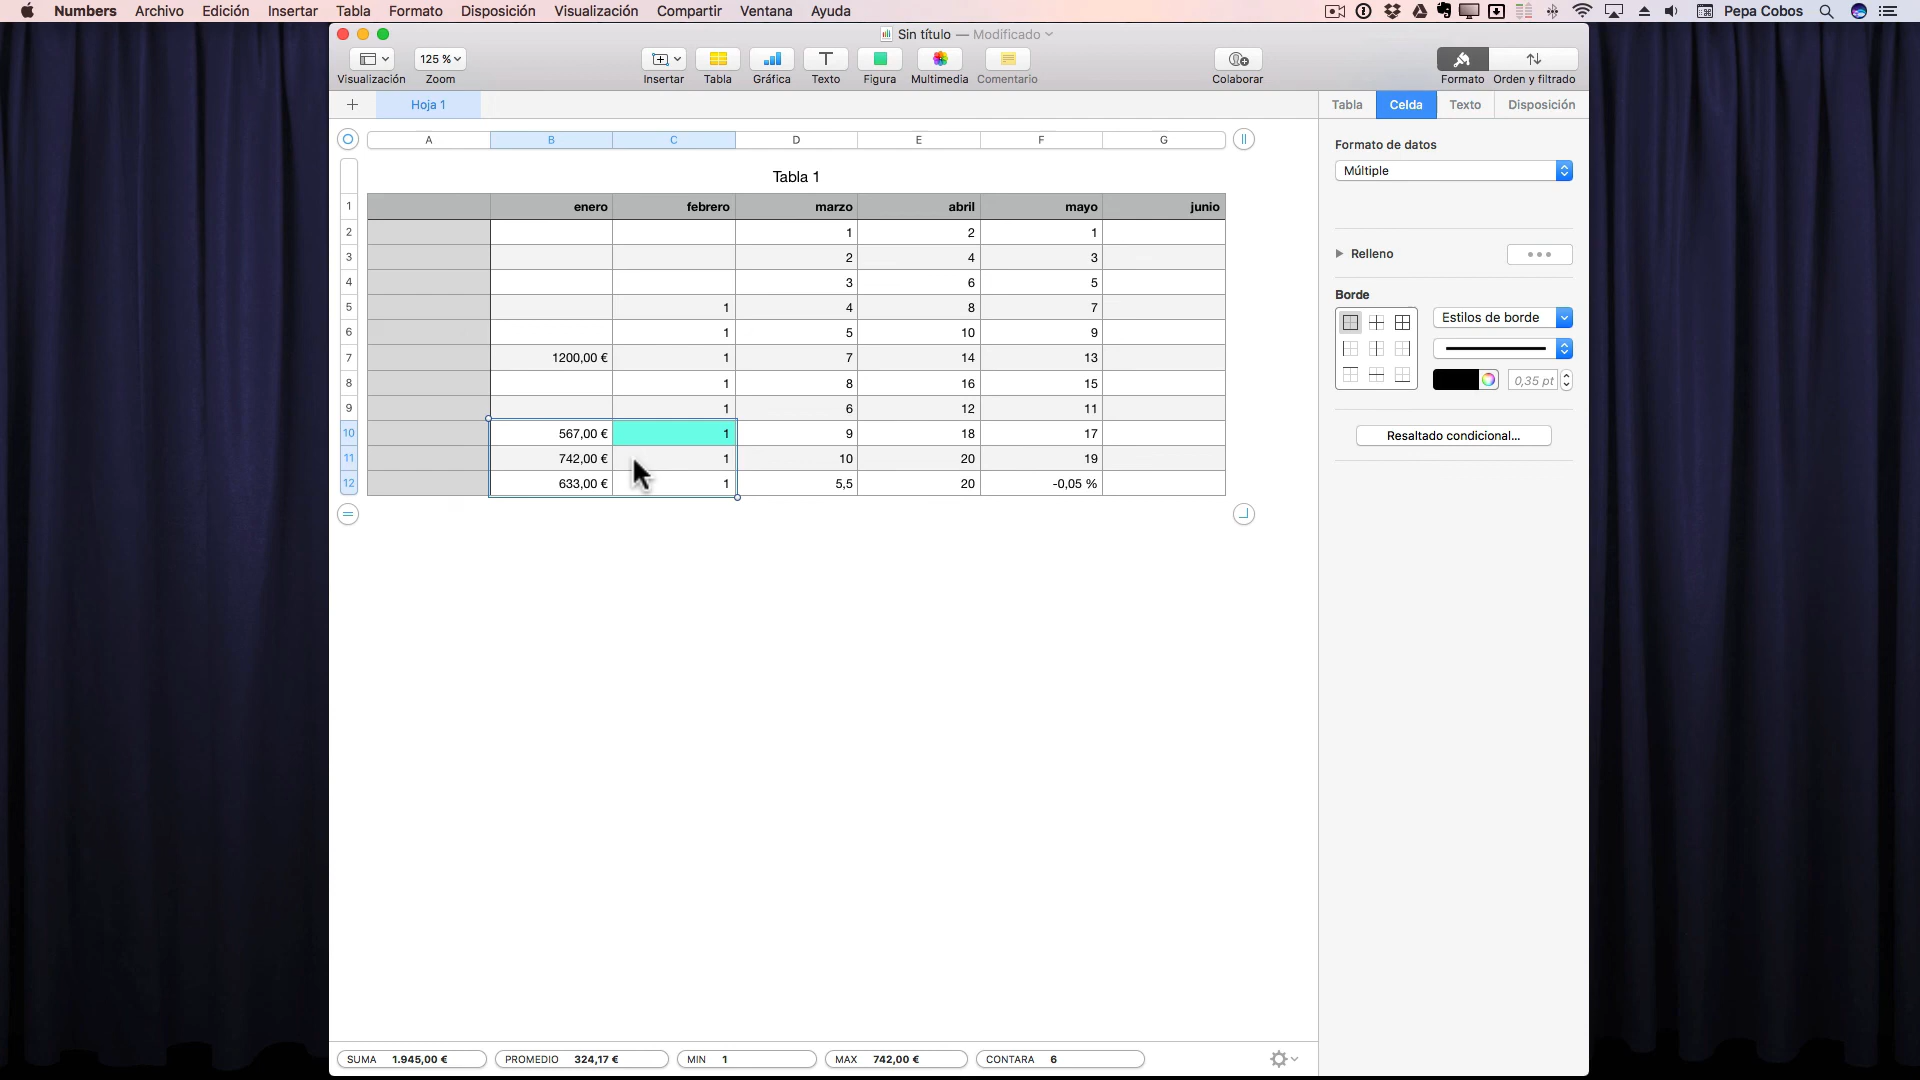 Numbers Archivo Edición Insertar Tabla Formato Disposición Visualización Compartir Ventana Ayuda Pepa Cobos
Sin título — Modificado
125 %
Visualización Zoom Insertar Tabla Gráfica Texto Figura Multimedia Comentario Colaborar Formato Orden y filtrado
Hoja 1
Tabla Celda Texto Disposición
A B C D E F G
Tabla 1
1 enero febrero marzo abril mayo junio
2 1 2 1
3 2 4 3
4 3 6 5
5 1 4 8 7
6 1 5 10 9
7 1200,00 € 1 7 14 13
8 1 8 16 15
9 1 6 12 11
10 567,00 € 1 9 18 17
11 742,00 € 1 10 20 19
12 633,00 € 1 5,5 20 -0,05 %
Formato de datos
Múltiple
Relleno
Borde
Estilos de borde
0,35 pt
Resaltado condicional...
SUMA 1.945,00 € PROMEDIO 324,17 € MIN 1 MAX 742,00 € CONTARA 6